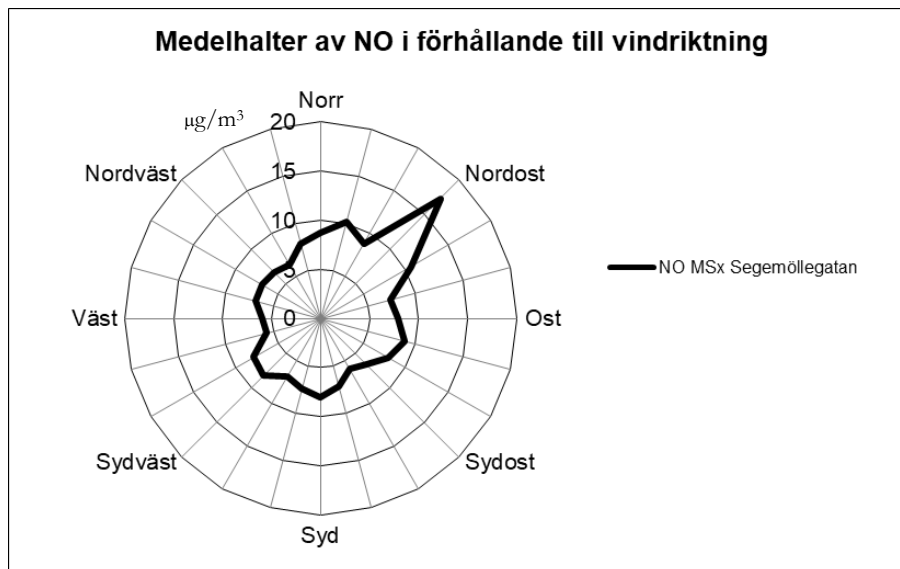 Medelhalter av NO i förhållande till vindriktning
μg/m³
Norr
20
Nordväst
15
Nordost
10
5
Väst
0
Ost
NO MSx Segemöllegatan
Sydväst
Sydost
Syd